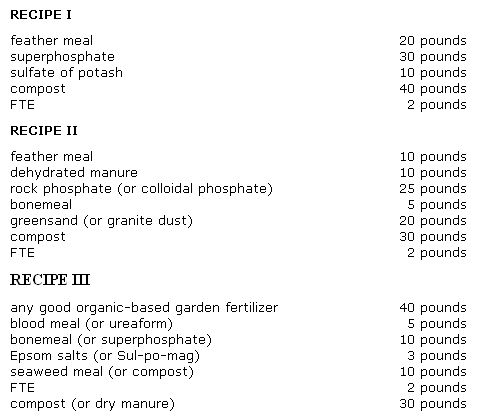 RECIPE I
feather meal 20 pounds
superphosphate 30 pounds
sulfate of potash 10 pounds
compost 40 pounds
FTE 2 pounds
RECIPE II
feather meal 10 pounds
dehydrated manure 10 pounds
rock phosphate (or colloidal phosphate) 25 pounds
bonemeal 5 pounds
greensand (or granite dust) 20 pounds
compost 30 pounds
FTE 2 pounds
RECIPE III
any good organic-based garden fertilizer 40 pounds
blood meal (or ureaform) 5 pounds
bonemeal (or superphosphate) 10 pounds
Epsom salts (or Sul-po-mag) 3 pounds
seaweed meal (or compost) 10 pounds
FTE 2 pounds
compost (or dry manure) 30 pounds